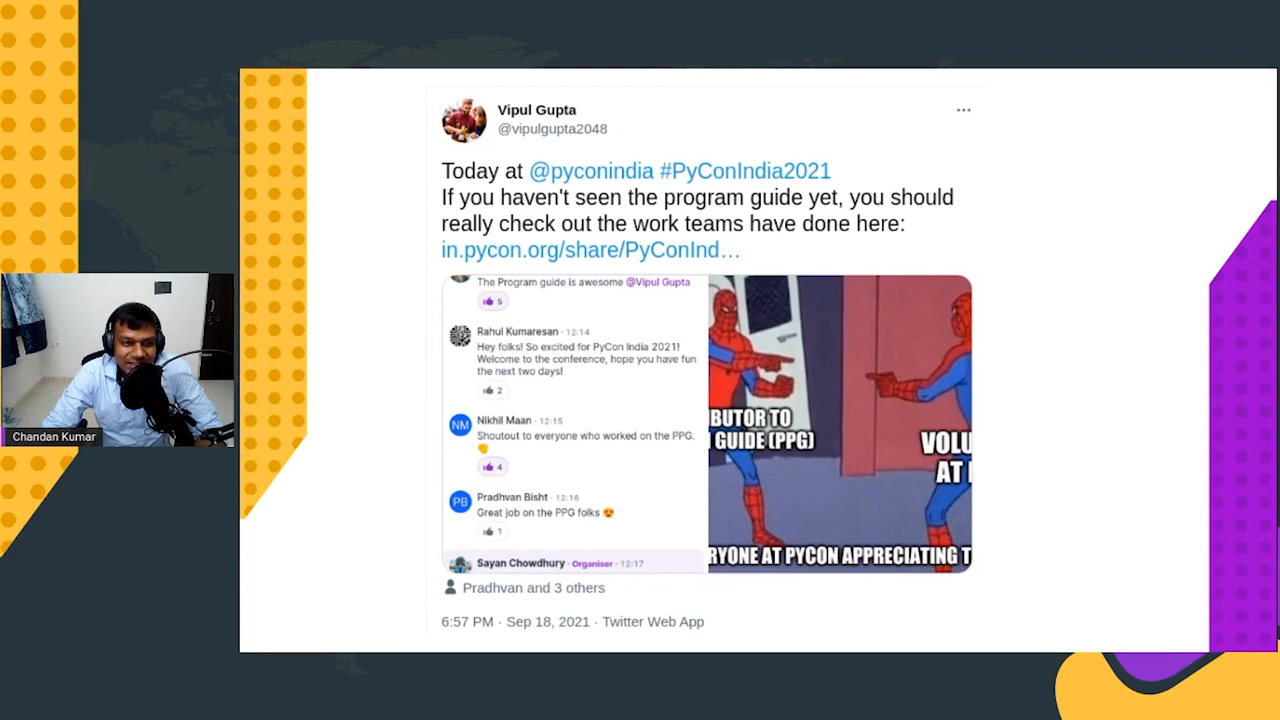 Vipul Gupta
@vipulgupta2048
Today at @pyconindia #PyConIndia2021
If you haven't seen the program guide yet, you should
really check out the work teams have done here:
in.pycon.org/share/PyConInd…
The Program guide is awesome @Vipul Gupta
5
Rahul Kumaresan · 12:14
Hey folks! So excited for PyCon India 2021!
Welcome to the conference, hope you have fun
the next two days!
2
NM
Nikhil Maan · 12:15
Shoutout to everyone who worked on the PPG.
👏
4
PB
Pradhvan Bisht · 12:16
Great job on the PPG folks 😍
1
Sayan Chowdhury · Organiser · 12:17
BUTOR TO
GUIDE (PPG)
VOLU
AT
RYONE AT PYCON APPRECIATING T
Pradhvan and 3 others
6:57 PM · Sep 18, 2021 · Twitter Web App
Chandan Kumar